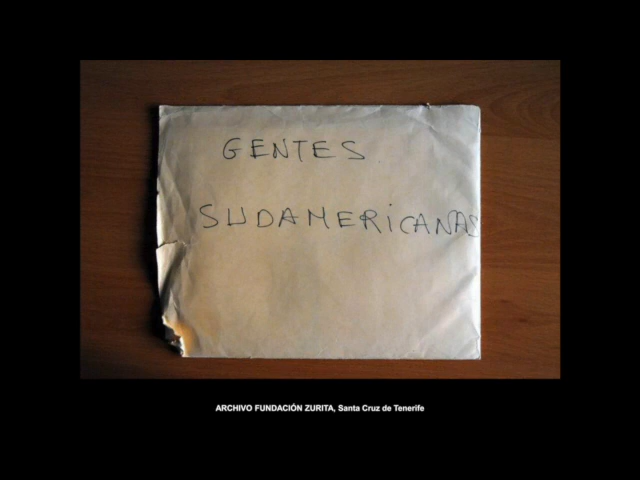 GENTES
SUDAMERICANAS
ARCHIVO FUNDACIÓN ZURITA, Santa Cruz de Tenerife